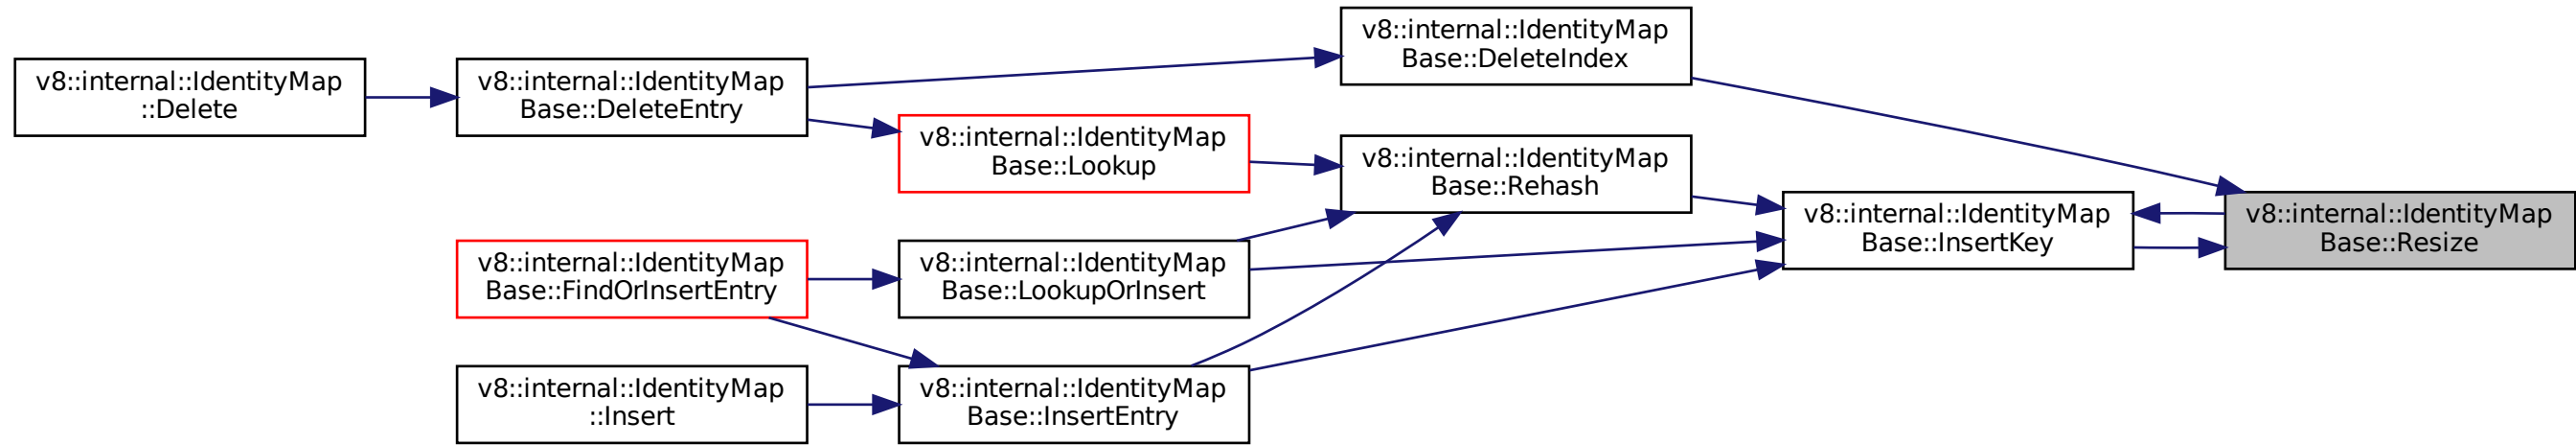 v8::internal::IdentityMap
::Delete
v8::internal::IdentityMap
Base::DeleteEntry
v8::internal::IdentityMap
Base::DeleteIndex
v8::internal::IdentityMap
Base::Lookup
v8::internal::IdentityMap
Base::Rehash
v8::internal::IdentityMap
Base::InsertKey
v8::internal::IdentityMap
Base::Resize
v8::internal::IdentityMap
Base::FindOrInsertEntry
v8::internal::IdentityMap
Base::LookupOrInsert
v8::internal::IdentityMap
::Insert
v8::internal::IdentityMap
Base::InsertEntry